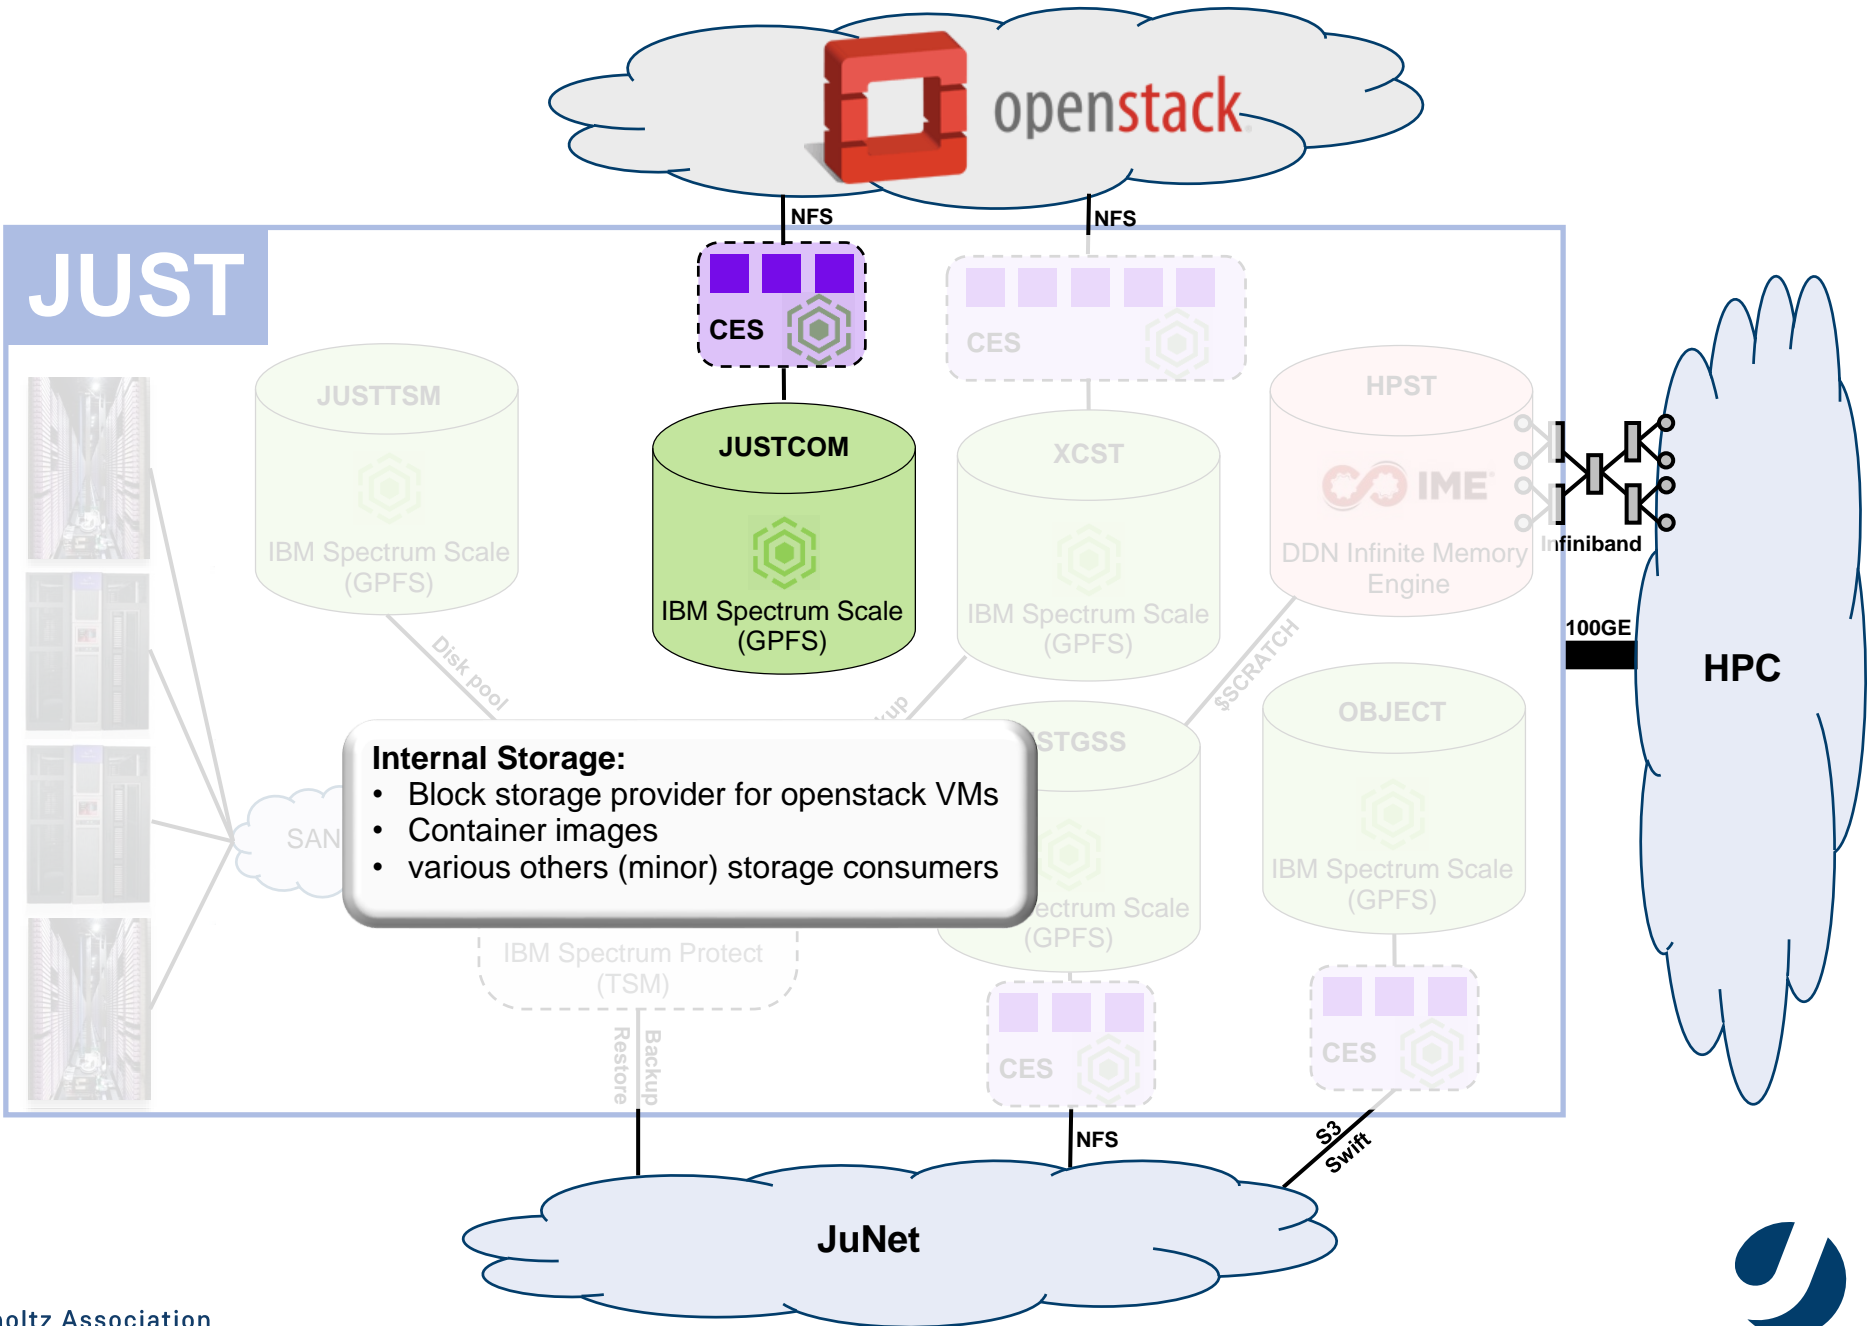 openstack
NFS
NFS
JUST
CES
CES
JUSTTSM
IBM Spectrum Scale
(GPFS)
JUSTCOM
IBM Spectrum Scale
(GPFS)
XCST
IBM Spectrum Scale
(GPFS)
HPST
IME
DDN Infinite Memory
Engine
Infiniband
100GE
HPC
Disk pool
kup
$SCRATCH
OBJECT
IBM Spectrum Scale
(GPFS)
STGSS
ectrum Scale
(GPFS)
SAN
Internal Storage:
• Block storage provider for openstack VMs
• Container images
• various others (minor) storage consumers
IBM Spectrum Protect
(TSM)
Restore
Backup
CES
CES
NFS
S3
Swift
JuNet
oltz Association